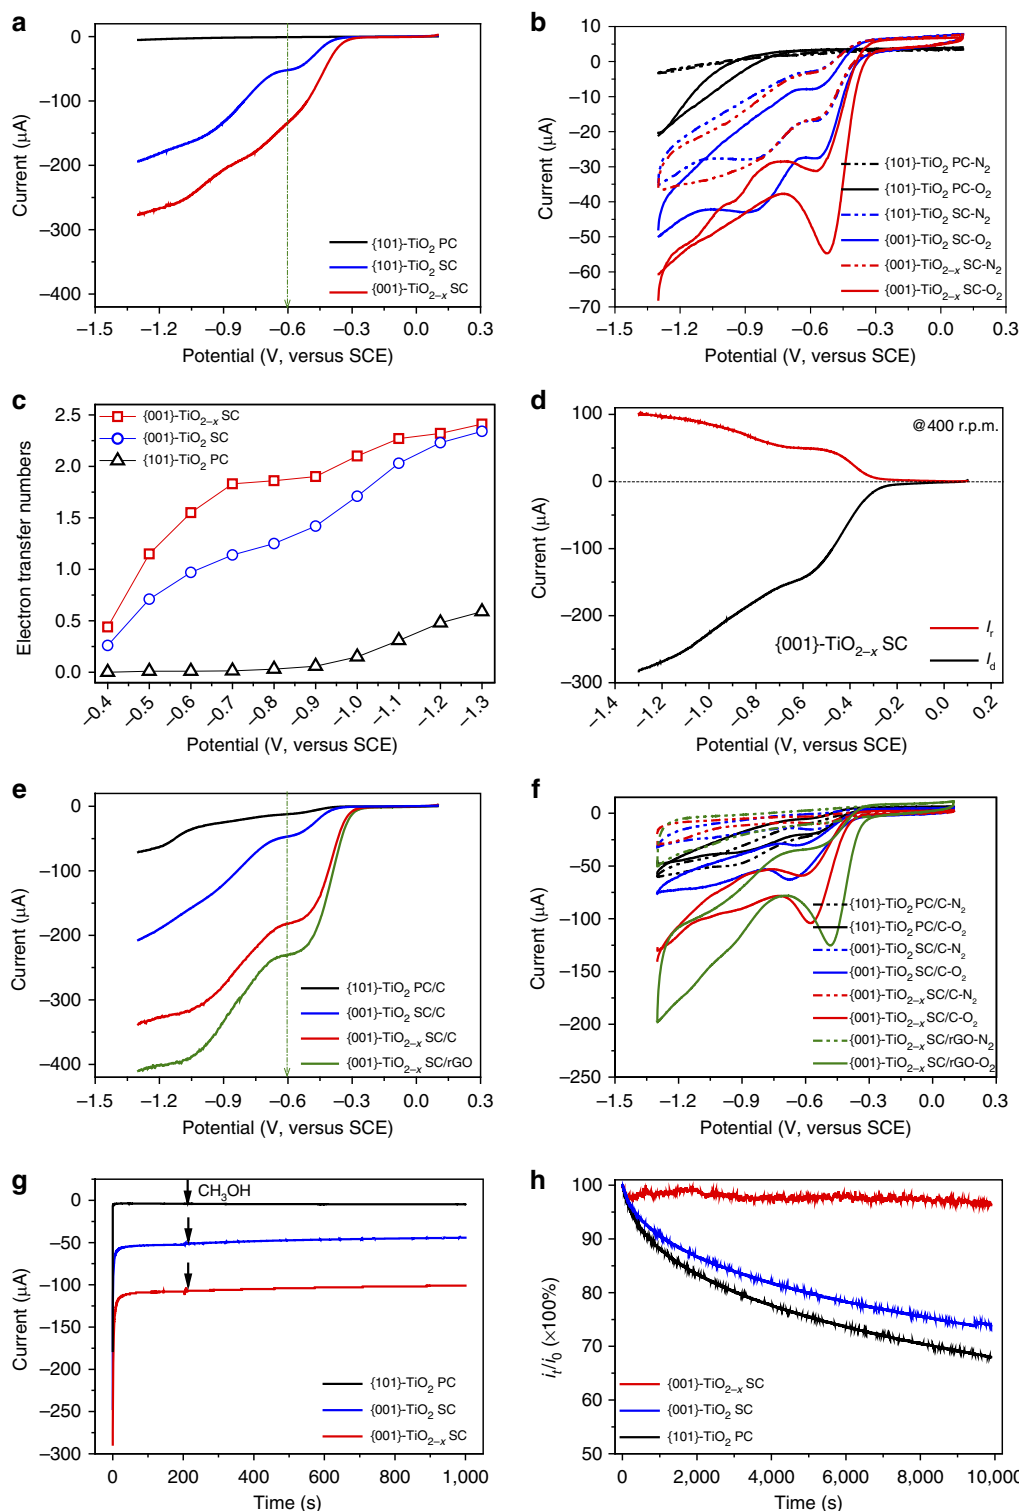 a
0
−100
−200
−300
−400
Current (μA)
{101}-TiO2 PC
{101}-TiO2 SC
{001}-TiO2−x SC
−1.5 −1.2 −0.9 −0.6 −0.3 0.0 0.3
Potential (V, versus SCE)
b
10
0
−10
−20
−30
−40
−50
−60
−70
Current (μA)
{101}-TiO2 PC-N2
{101}-TiO2 PC-O2
{101}-TiO2 SC-N2
{001}-TiO2 SC-O2
{001}-TiO2−x SC-N2
{001}-TiO2−x SC-O2
−1.5 −1.2 −0.9 −0.6 −0.3 0.0 0.3
Potential (V, versus SCE)
c
2.5
2.0
1.5
1.0
0.5
0.0
Electron transfer numbers
{001}-TiO2−x SC
{001}-TiO2 SC
{101}-TiO2 PC
−0.4 −0.5 −0.6 −0.7 −0.8 −0.9 −1.0 −1.1 −1.2 −1.3
Potential (V, versus SCE)
d
100
0
−100
−200
−300
Current (μA)
@400 r.p.m.
{001}-TiO2−x SC
Ir
Id
−1.4 −1.2 −1.0 −0.8 −0.6 −0.4 −0.2 0.0 0.2
Potential (V, versus SCE)
e
0
−100
−200
−300
−400
Current (μA)
{101}-TiO2 PC/C
{001}-TiO2 SC/C
{001}-TiO2−x SC/C
{001}-TiO2−x SC/rGO
−1.5 −1.2 −0.9 −0.6 −0.3 0.0 0.3
Potential (V, versus SCE)
f
0
−50
−100
−150
−200
−250
Current (μA)
{101}-TiO2 PC/C-N2
{101}-TiO2 PC/C-O2
{001}-TiO2 SC/C-N2
{001}-TiO2 SC/C-O2
{001}-TiO2−x SC/C-N2
{001}-TiO2−x SC/C-O2
{001}-TiO2−x SC/rGO-N2
{001}-TiO2−x SC/rGO-O2
−1.5 −1.2 −0.9 −0.6 −0.3 0.0 0.3
Potential (V, versus SCE)
g
0
−50
−100
−150
−200
−250
−300
Current (μA)
CH3OH
{101}-TiO2 PC
{001}-TiO2 SC
{001}-TiO2−x SC
0 200 400 600 800 1,000
Time (s)
h
100
90
80
70
60
50
it/i0 (×100%)
{001}-TiO2−x SC
{001}-TiO2 SC
{101}-TiO2 PC
0 2,000 4,000 6,000 8,000 10,000
Time (s)